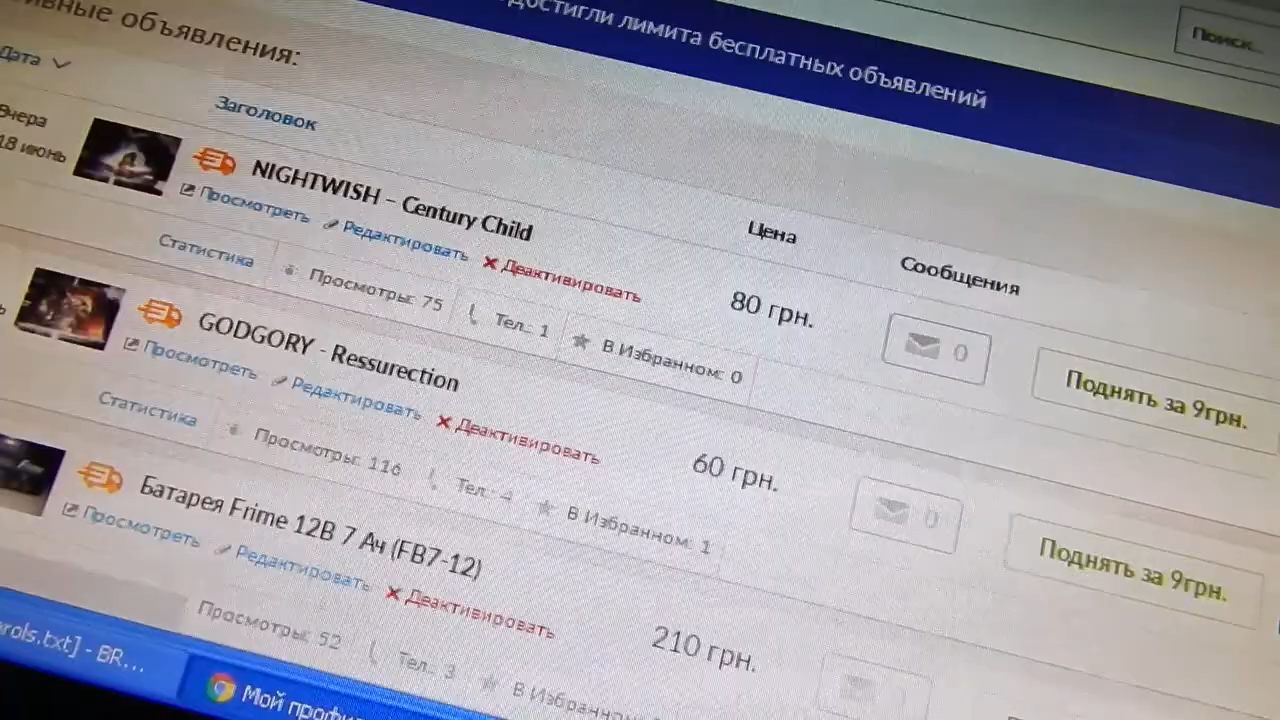 достигли лимита бесплатных объявлений
Поиск...
объявления:
Дата
Заголовок
Цена
Сообщения
Вчера
18 июнь
NIGHTWISH – Century Child
Просмотреть Редактировать Деактивировать
80 грн.
0
Поднять за 9грн.
Статистика Просмотры: 75 Тел.: 1 В Избранном: 0
GODGORY - Ressurection
Просмотреть Редактировать Деактивировать
60 грн.
0
Поднять за 9грн.
Статистика Просмотры: 116 Тел.: 4 В Избранном: 1
Батарея Frime 12В 7 Ач (FB7-12)
Просмотреть Редактировать Деактивировать
210 грн.
Просмотры: 52 Тел.: 3
rols.txt] - BR...
Мой